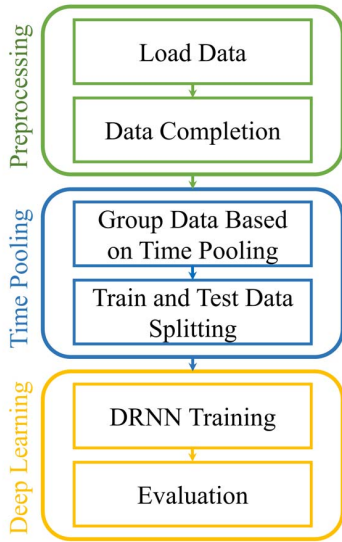 Preprocessing
Load Data
Data Completion
Time Pooling
Group Data Based
on Time Pooling
Train and Test Data
Splitting
Deep Learning
DRNN Training
Evaluation